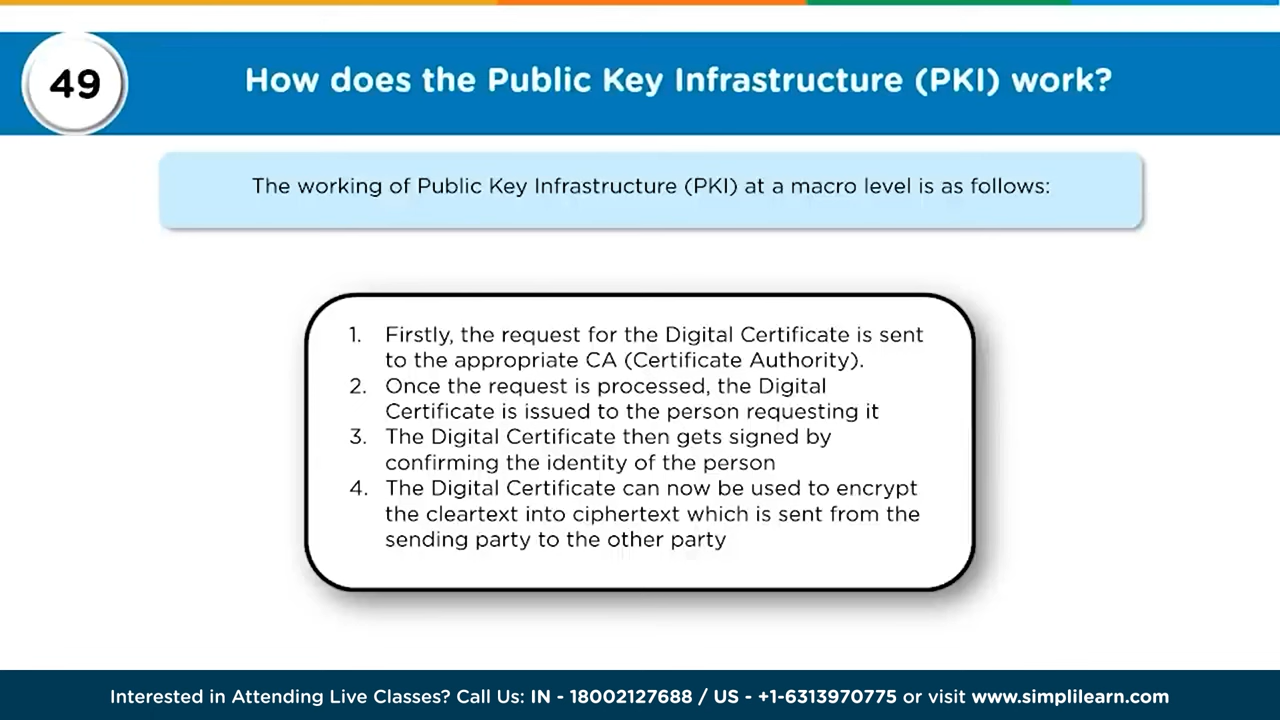 49
How does the Public Key Infrastructure (PKI) work?
The working of Public Key Infrastructure (PKI) at a macro level is as follows:
1. Firstly, the request for the Digital Certificate is sent
to the appropriate CA (Certificate Authority).
2. Once the request is processed, the Digital
Certificate is issued to the person requesting it
3. The Digital Certificate then gets signed by
confirming the identity of the person
4. The Digital Certificate can now be used to encrypt
the cleartext into ciphertext which is sent from the
sending party to the other party
Interested in Attending Live Classes? Call Us: IN - 18002127688 / US - +1-6313970775 or visit www.simplilearn.com